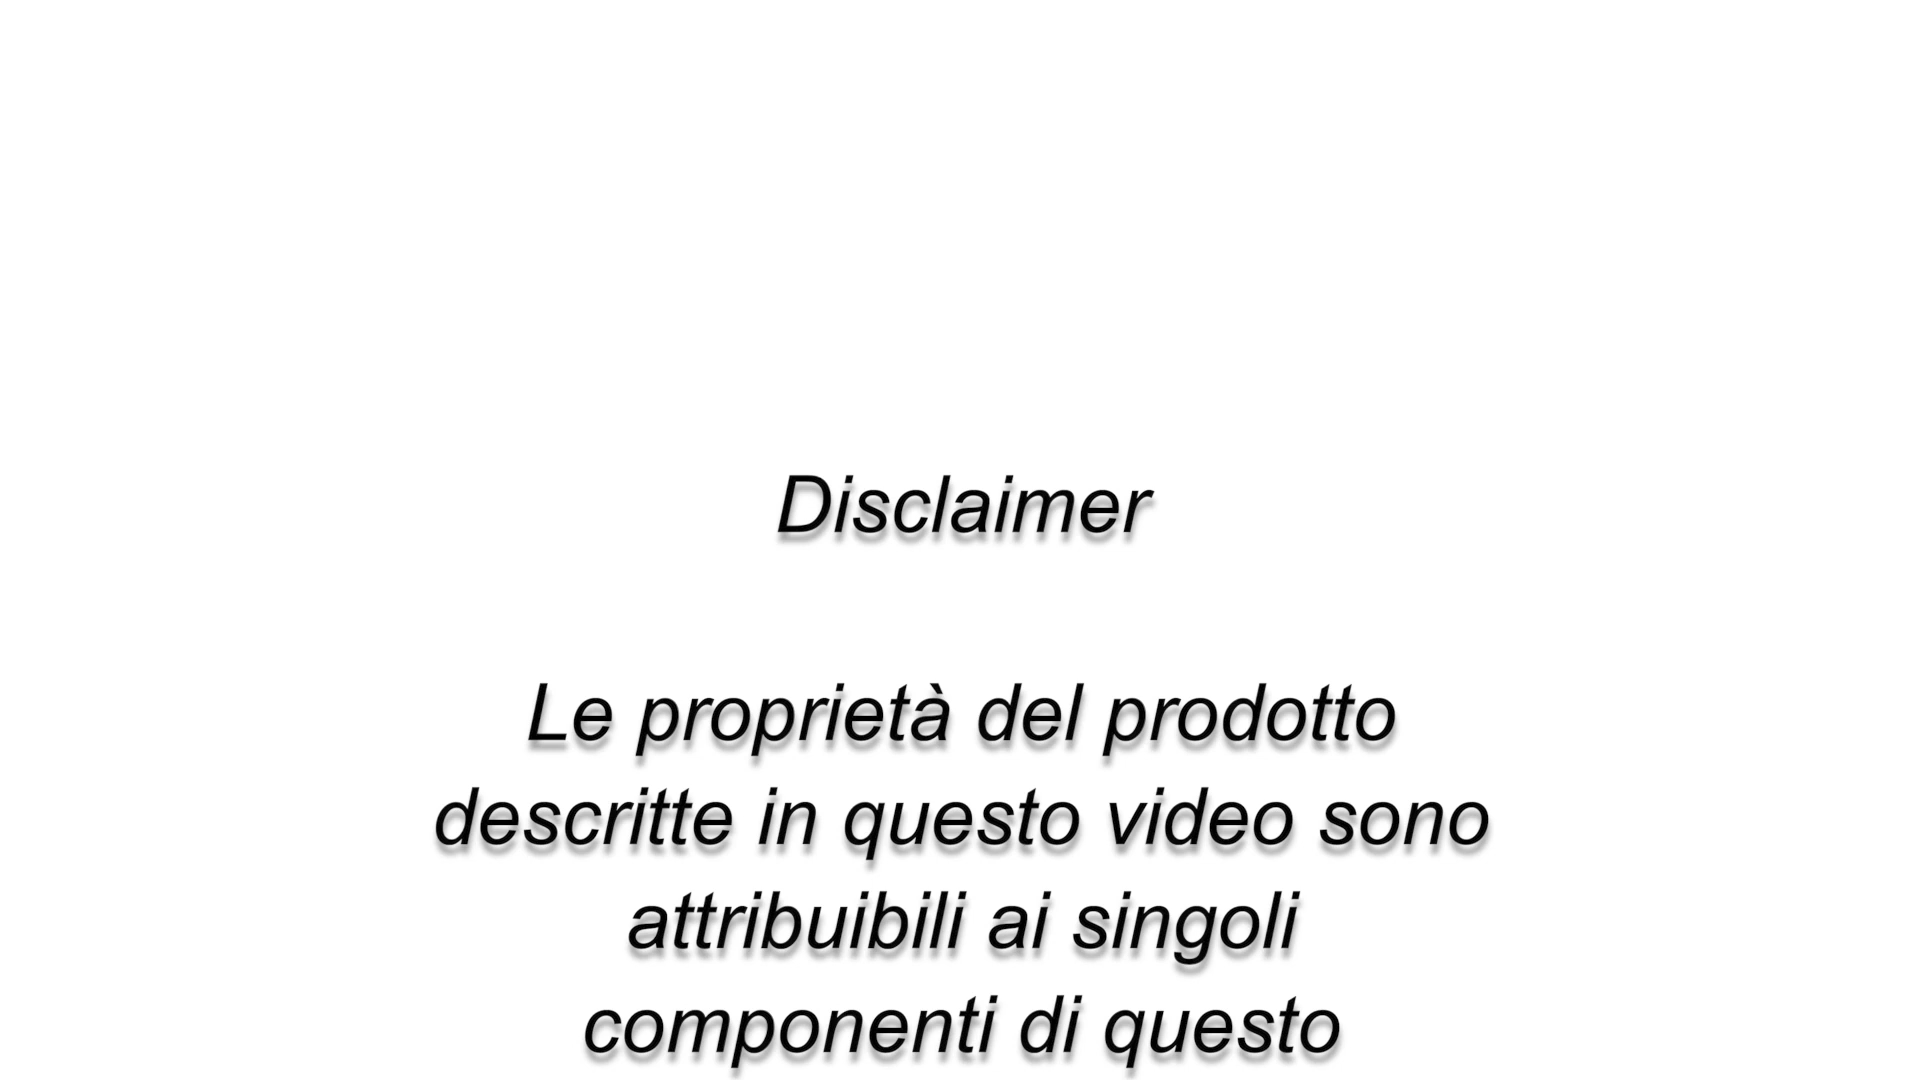 Disclaimer
Le proprietà del prodotto
descritte in questo video sono
attribuibili ai singoli
componenti di questo